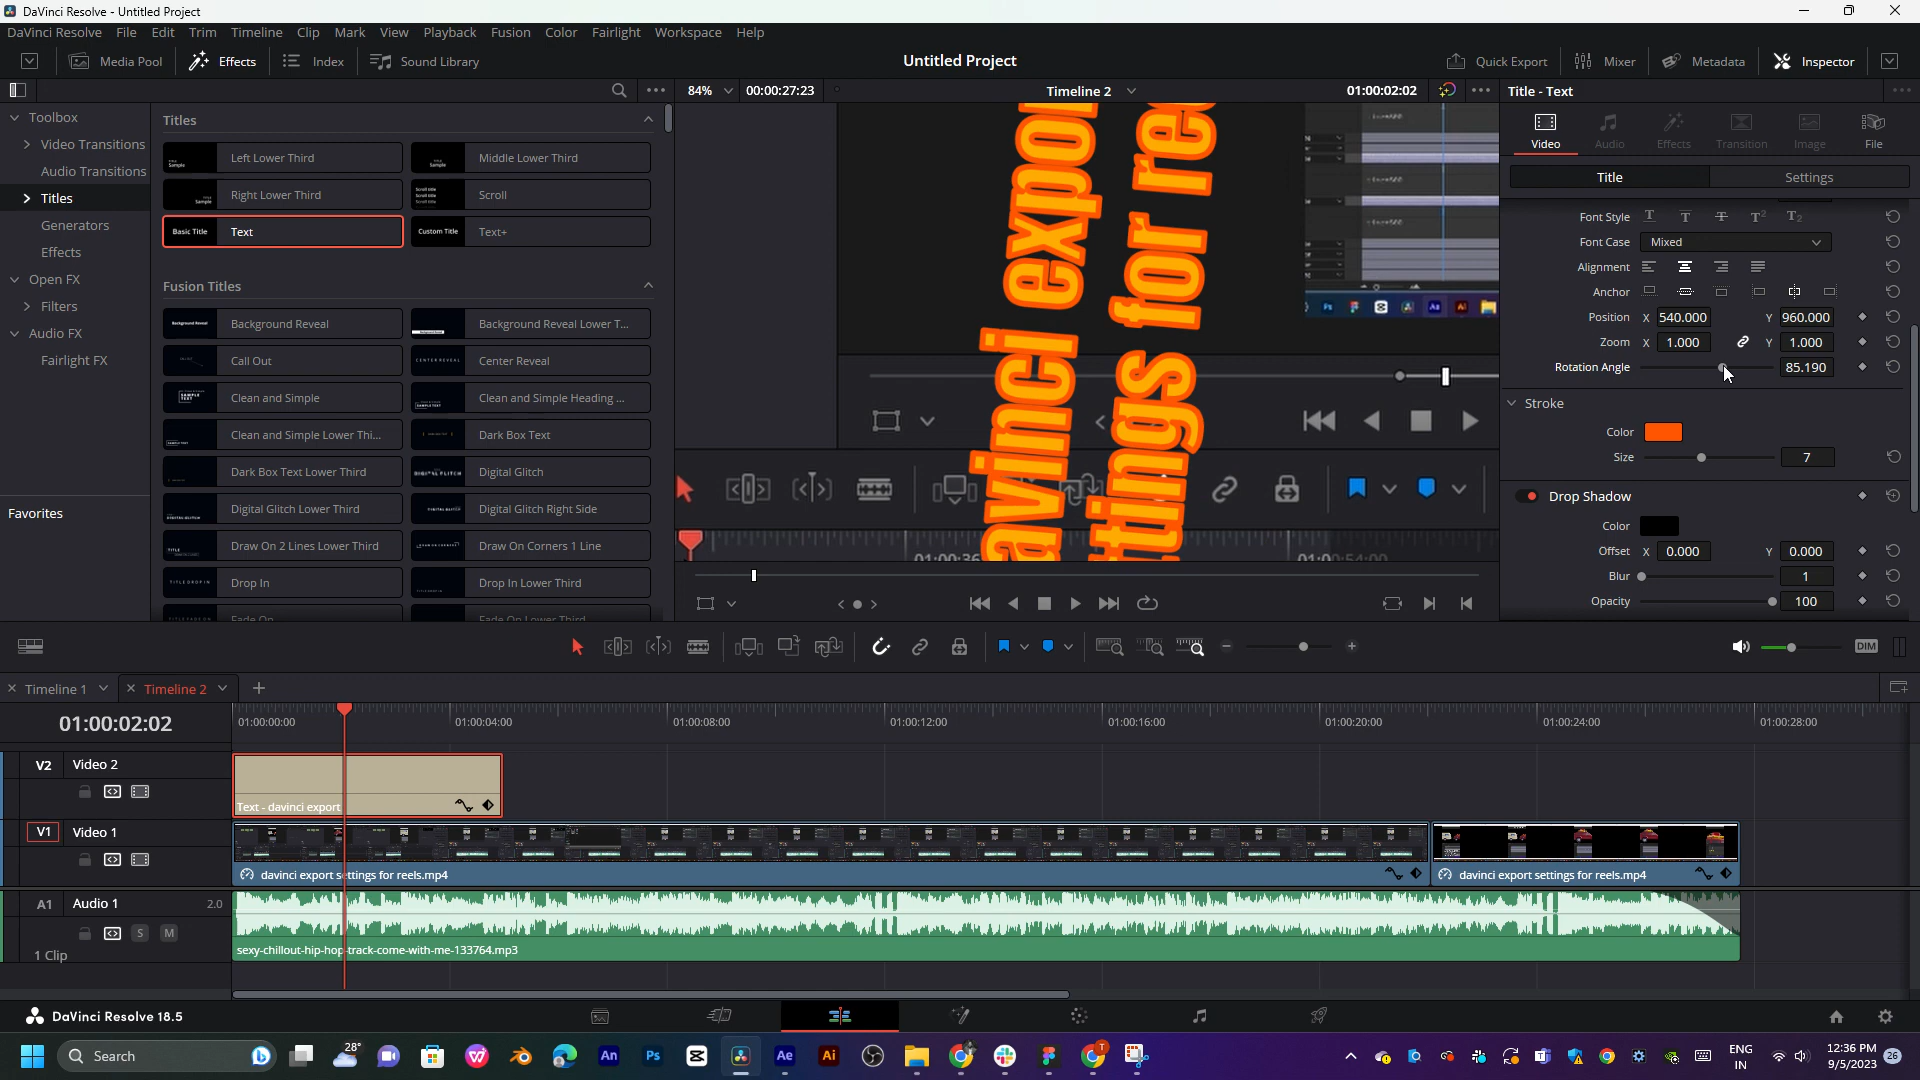 DaVinci Resolve - Untitled Project
DaVinci Resolve File Edit Trim Timeline Clip Mark View Playback Fusion Color Fairlight Workspace Help
Media Pool Effects Index Sound Library
Untitled Project
Quick Export Mixer Metadata Inspector
84% 00:00:27:23
Timeline 2
01:00:02:02
Title - Text
Toolbox
Video Transitions
Audio Transitions
Titles
Generators
Effects
Open FX
Filters
Audio FX
Fairlight FX
Favorites
Titles
Left Lower Third
Middle Lower Third
Right Lower Third
Scroll
Basic Title Text
Custom Title Text+
Fusion Titles
Background Reveal
Background Reveal Lower T...
Call Out
Center Reveal
Clean and Simple
Clean and Simple Heading ...
Clean and Simple Lower Thi...
Dark Box Text
Dark Box Text Lower Third
Digital Glitch
Digital Glitch Lower Third
Digital Glitch Right Side
Draw On 2 Lines Lower Third
Draw On Corners 1 Line
Drop In
Drop In Lower Third
Fade On
Fade On Lower Third
avinci expor
ttings for ree
01:00:36
01:00:54:00
Video Audio Effects Transition Image File
Title Settings
Font Style T T T T2 T2
Font Case Mixed
Alignment
Anchor
Position X 540.000 Y 960.000
Zoom X 1.000 Y 1.000
Rotation Angle 85.190
Stroke
Color
Size 7
Drop Shadow
Color
Offset X 0.000 Y 0.000
Blur 1
Opacity 100
DIM
Timeline 1 Timeline 2
01:00:02:02
01:00:00:00 01:00:04:00 01:00:08:00 01:00:12:00 01:00:16:00 01:00:20:00 01:00:24:00 01:00:28:00
V2 Video 2
Text - davinci export
V1 Video 1
davinci export settings for reels.mp4
davinci export settings for reels.mp4
A1 Audio 1 2.0
S M
1 Clip
sexy-chillout-hip-hop-track-come-with-me-133764.mp3
DaVinci Resolve 18.5
Search
28°
An Ps Ae Ai
ENG
IN
12:36 PM
9/5/2023
26